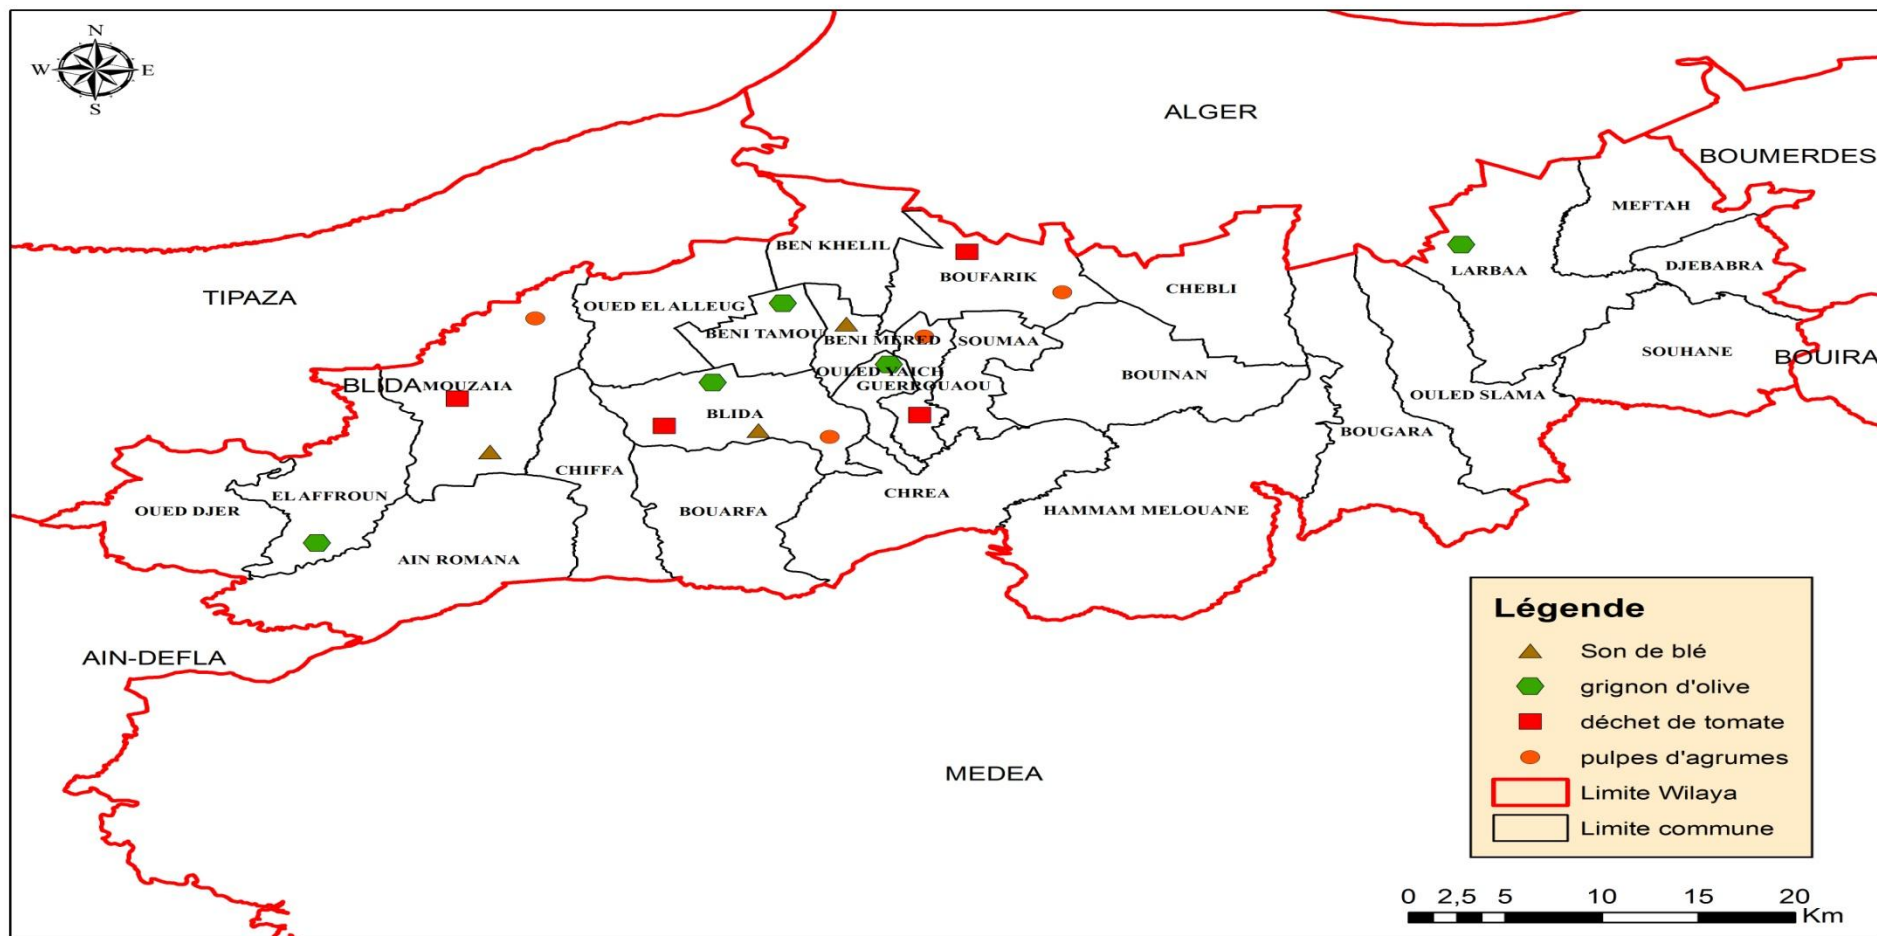 N
W E
S
ALGER
BOUMERDES
MEFTAH
BEN KHELIL
LARBAA
DJEBABRA
BOUFARIK
CHEBLI
TIPAZA
OUED EL ALLEUG
BENI TAMOU
BENI MERED
SOUMAA
SOUHANE
BOUIRA
OULED YAICH
BLIDA
MOUZAIA
GUERROUAOU
BOUINAN
OULED SLAMA
BLIDA
BOUGARA
CHIFFA
CHREA
EL AFFROUN
OUED DJER
BOUARFA
HAMMAM MELOUANE
AIN ROMANA
AIN-DEFLA
MEDEA
Légende
Son de blé
grignon d'olive
déchet de tomate
pulpes d'agrumes
Limite Wilaya
Limite commune
0 2,5 5 10 15 20
Km